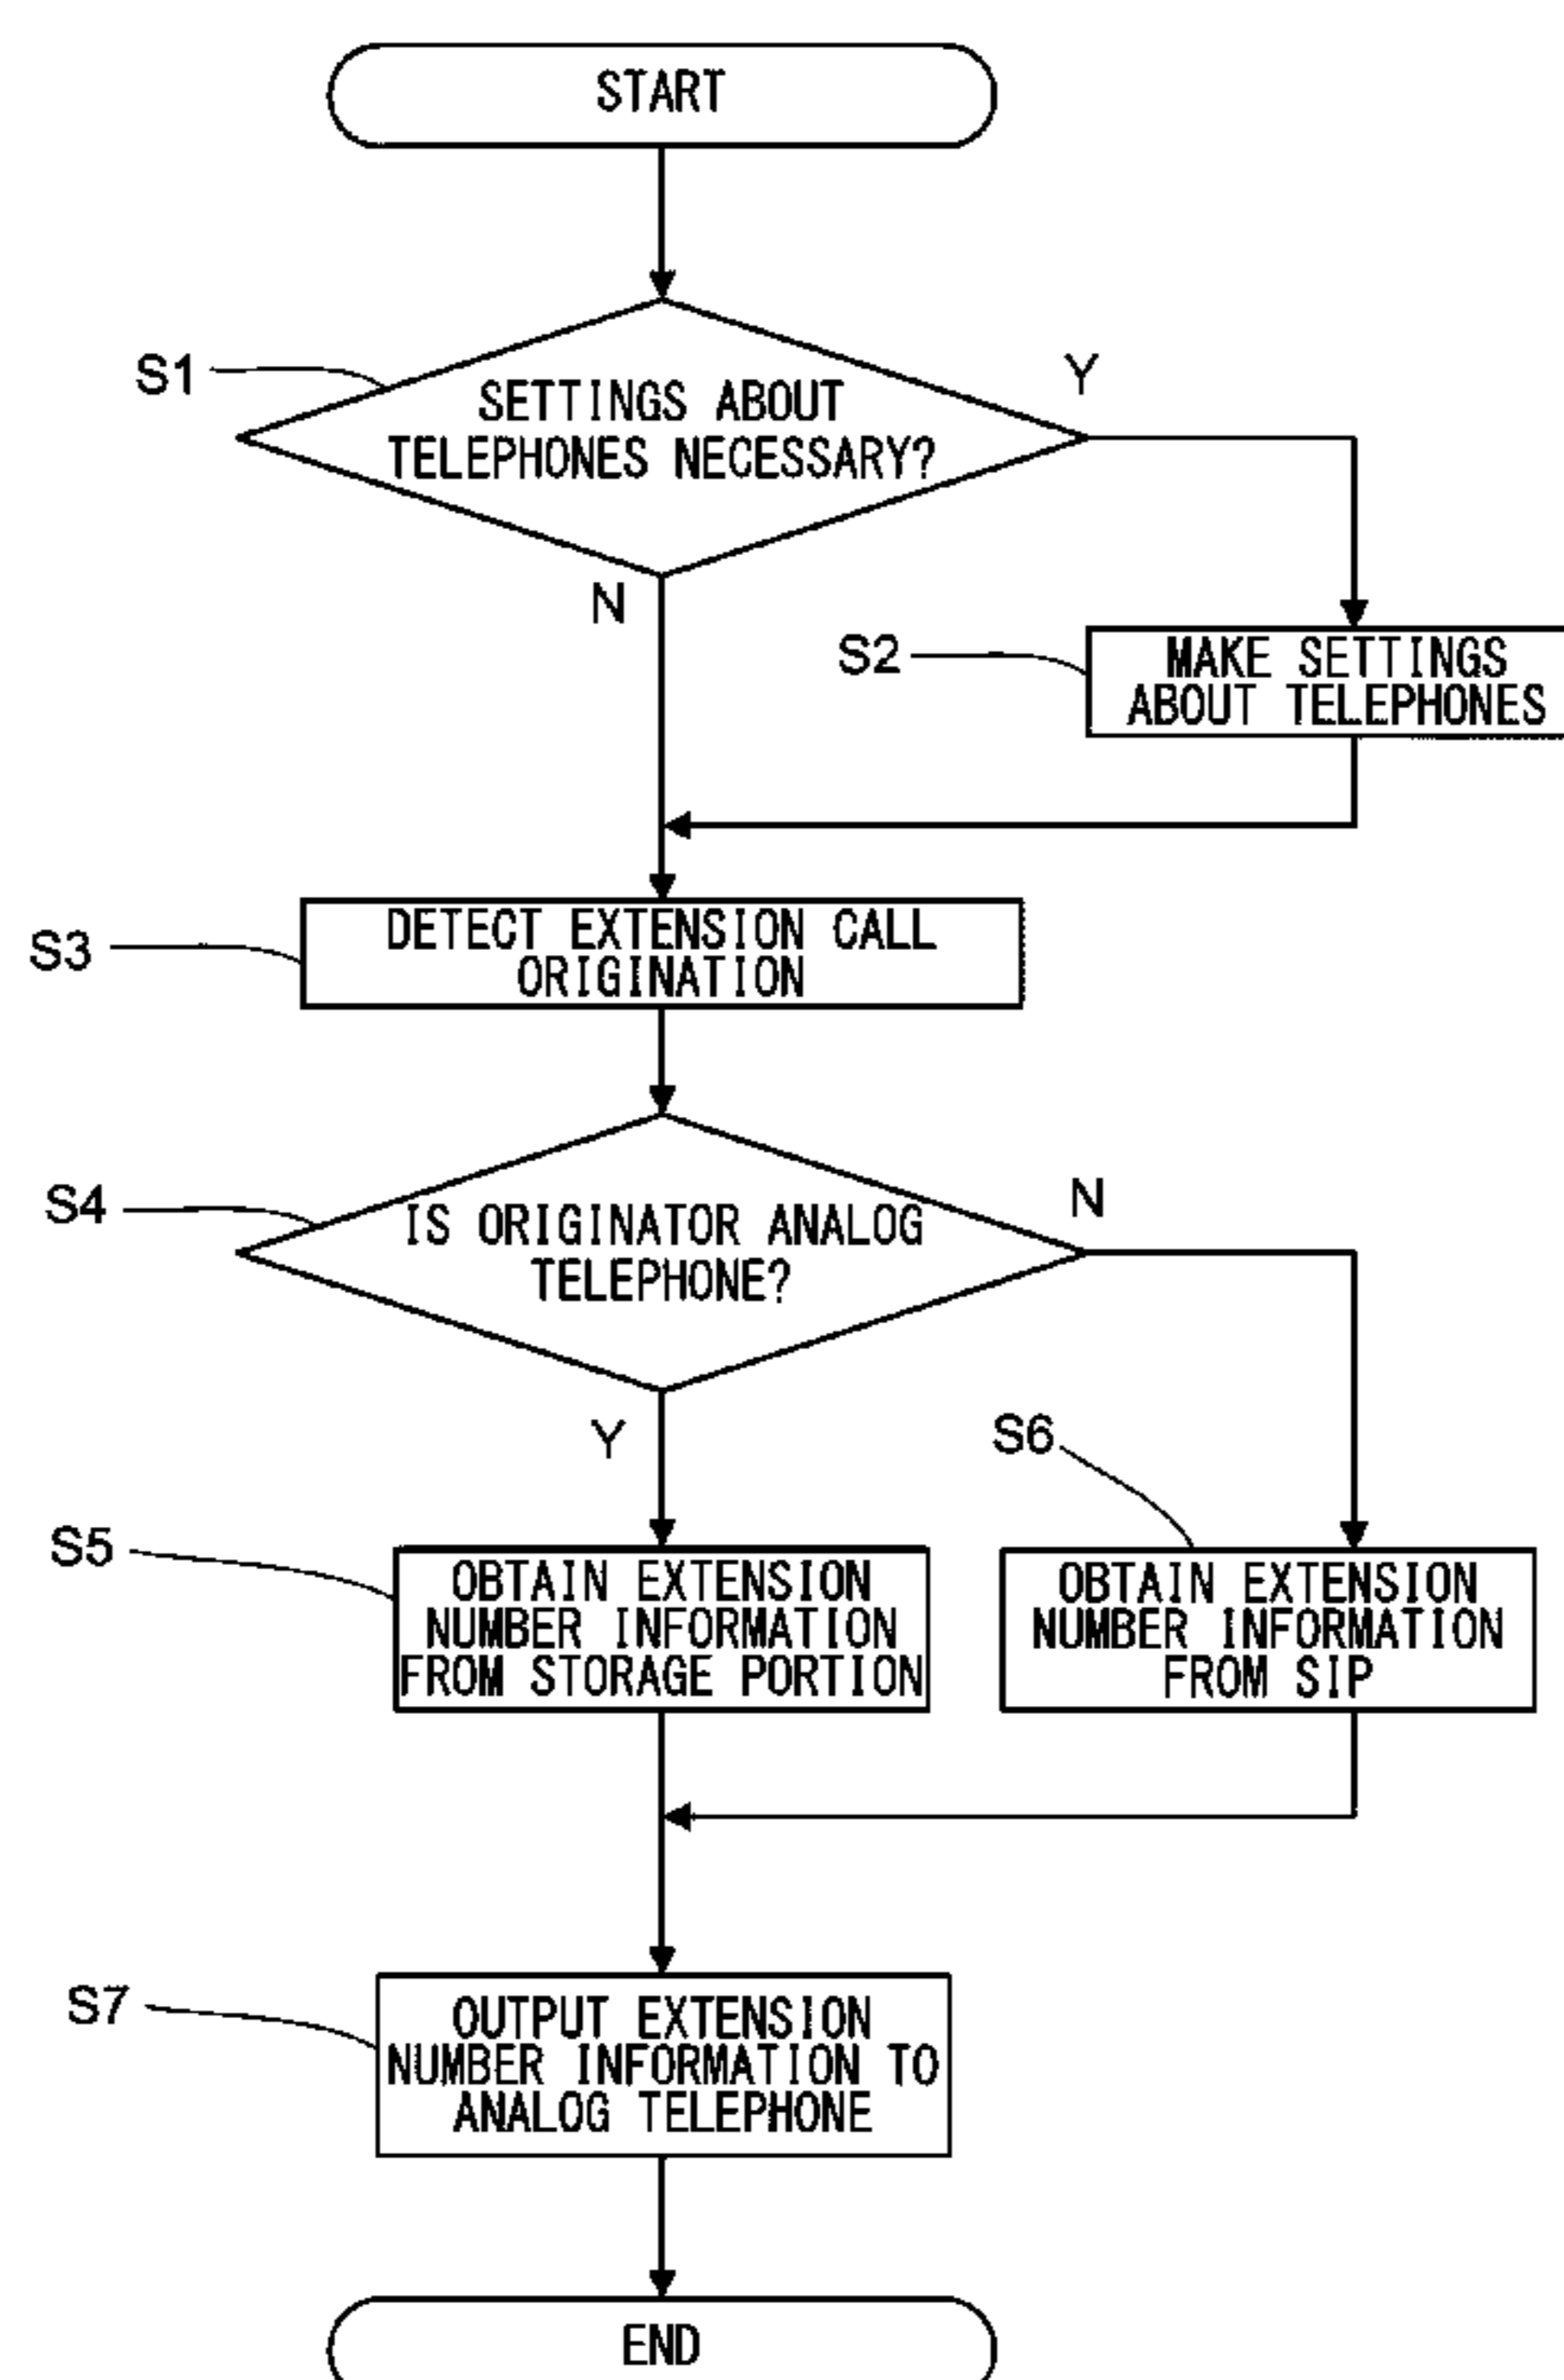 START
S1
SETTINGS ABOUT
TELEPHONES NECESSARY?
Y
N
S2
MAKE SETTINGS
ABOUT TELEPHONES
S3
DETECT EXTENSION CALL
ORIGINATION
S4
IS ORIGINATOR ANALOG
TELEPHONE?
N
Y
S5
OBTAIN EXTENSION
NUMBER INFORMATION
FROM STORAGE PORTION
S6
OBTAIN EXTENSION
NUMBER INFORMATION
FROM SIP
S7
OUTPUT EXTENSION
NUMBER INFORMATION TO
ANALOG TELEPHONE
END